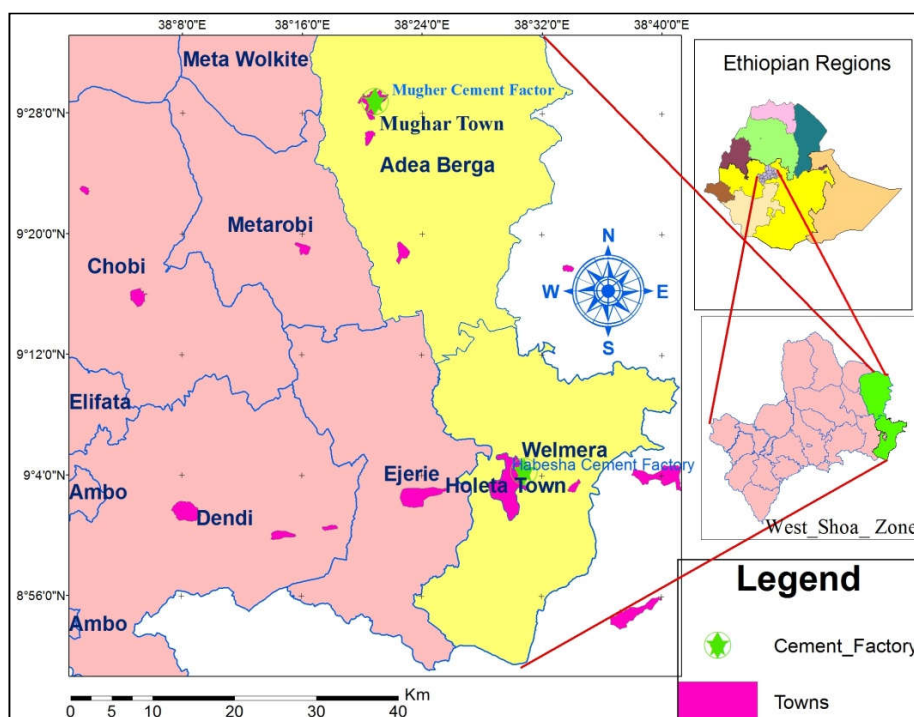 38°8'0"E 38°16'0"E 38°24'0"E 38°32'0"E 38°40'0"E
Meta Wolkite
Mugher Cement Factor
9°28'0"N
Mughar Town
Adea Berga
9°20'0"N
Metarobi
Chobi
N
W E
S
9°12'0"N
Elifata
Welmera
Habesha Cement Factory
9°4'0"N
Ejerie
Holeta Town
Ambo
Dendi
8°56'0"N
Ambo
Km
0 5 10 20 30 40
Ethiopian Regions
West_Shoa_ Zone
Legend
Cement_Factory
Towns